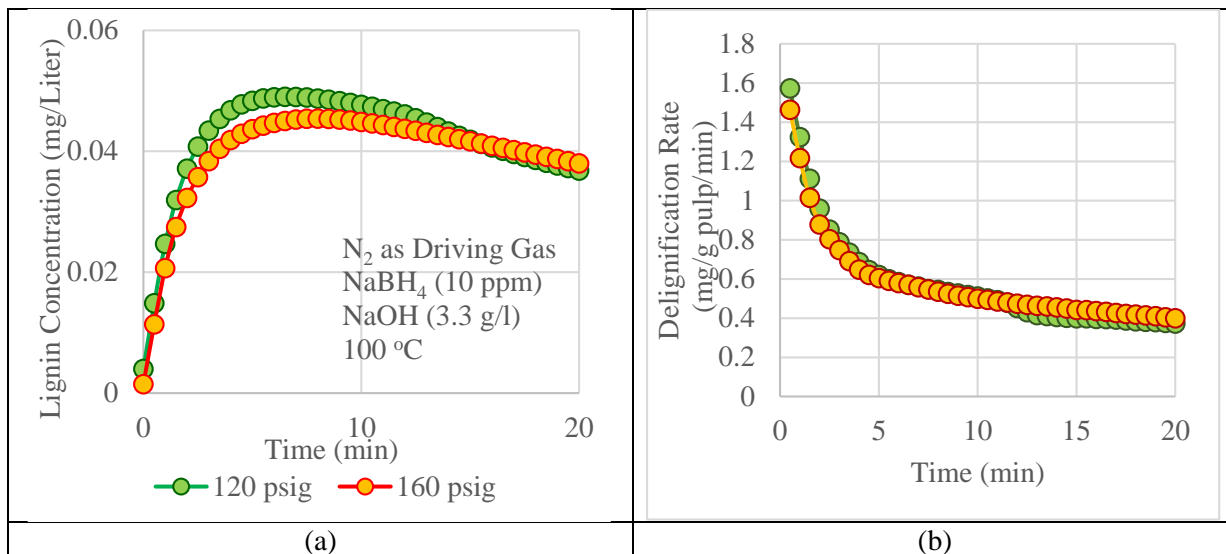 0.06
0.04
0.02
0
Lignin Concentration (mg/Liter)
N₂ as Driving Gas
NaBH₄ (10 ppm)
NaOH (3.3 g/l)
100 ᵒC
0
10
20
Time (min)
120 psig
160 psig
(a)
1.8
1.6
1.4
1.2
1
0.8
0.6
0.4
0.2
0
Delignification Rate
(mg/g pulp/min)
0
5
10
15
20
Time (min)
(b)